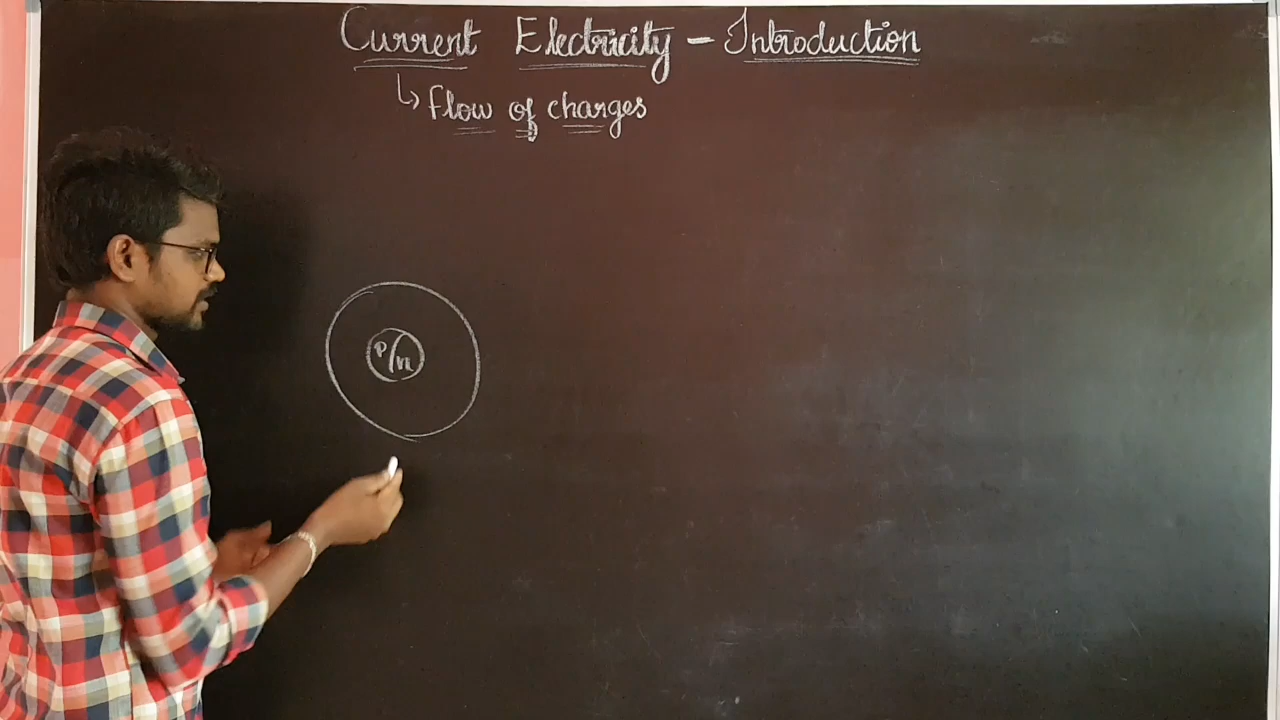 Current Electricity - Introduction
↳ Flow of charges
P/n